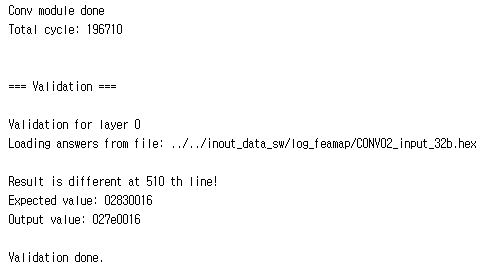 Conv module done
Total cycle: 196710
=== Validation ===
Validation for layer 0
Loading answers from file: ../../inout_data_sw/log_feamap/CONV02_input_32b.hex
Result is different at 510 th line!
Expected value: 02830016
Output value: 027e0016
Validation done.